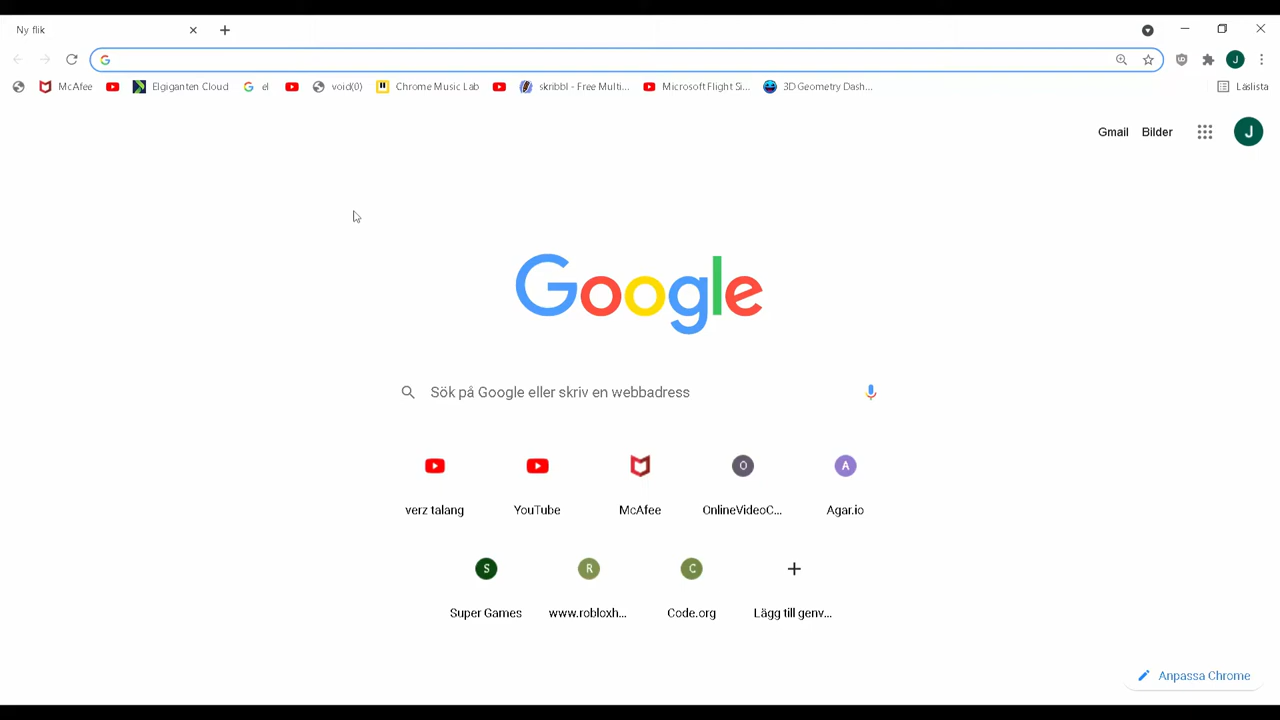 Ny flik
McAfee Elgiganten Cloud el void(0) Chrome Music Lab skribbl - Free Multi... Microsoft Flight Si... 3D Geometry Dash... Läslista
Gmail Bilder J
Google
Sök på Google eller skriv en webbadress
O A
verz talang YouTube McAfee OnlineVideoC... Agar.io
S R C
Super Games www.robloxh... Code.org Lägg till genv...
Anpassa Chrome